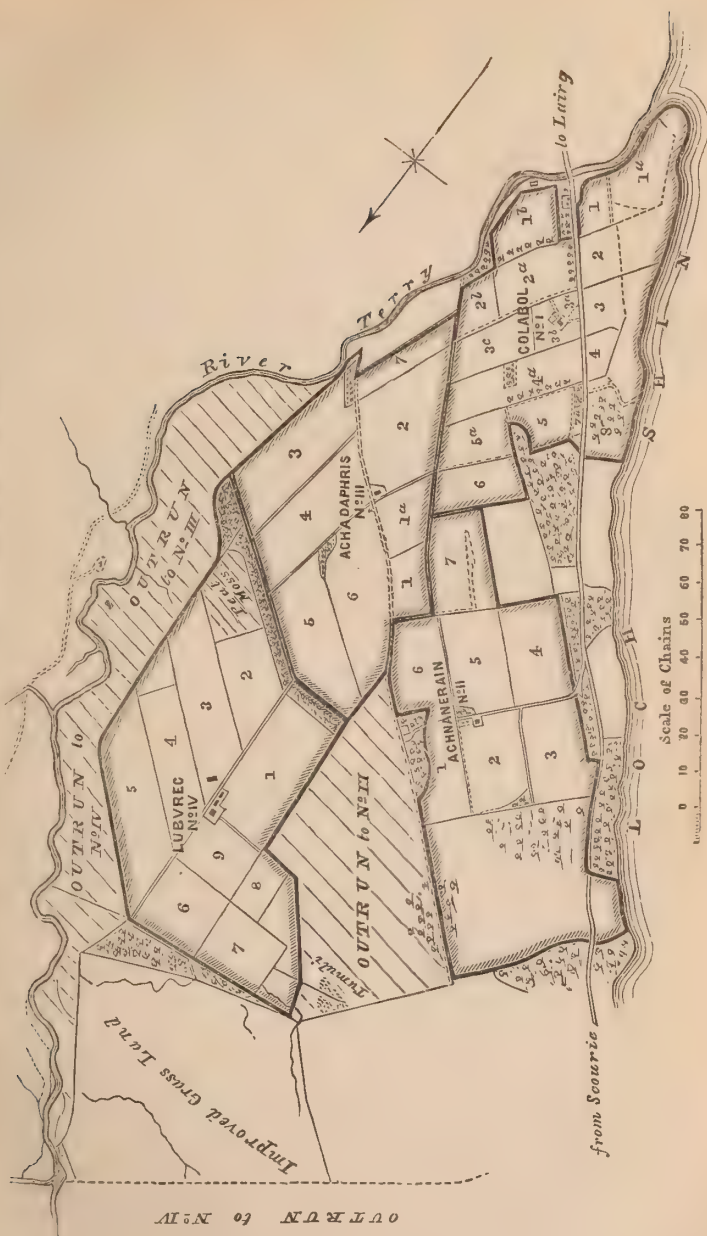 River Terry
to Lairg
from Scourie
LOCH SHIN
OUTRUN to No. III
OUTRUN to No. IV
OUTRUN to No. II
OUTRUN to No. IV
Improved Grass Land
Tumuli
Peat Moss
LUBVREC
No. IV
1
2
3
4
5
6
7
8
9
ACHADAPHRIS
No. III
1
1a
2
3
4
5
6
7
ACHNANERAIN
No. II
1
2
3
4
5
6
7
COLABOL
No. I
1
1a
1b
2
2a
2b
3
3a
3b
3c
4
4a
5
5a
6
7a
8
Scale of Chains
0 10 20 30 40 50 60 70 80